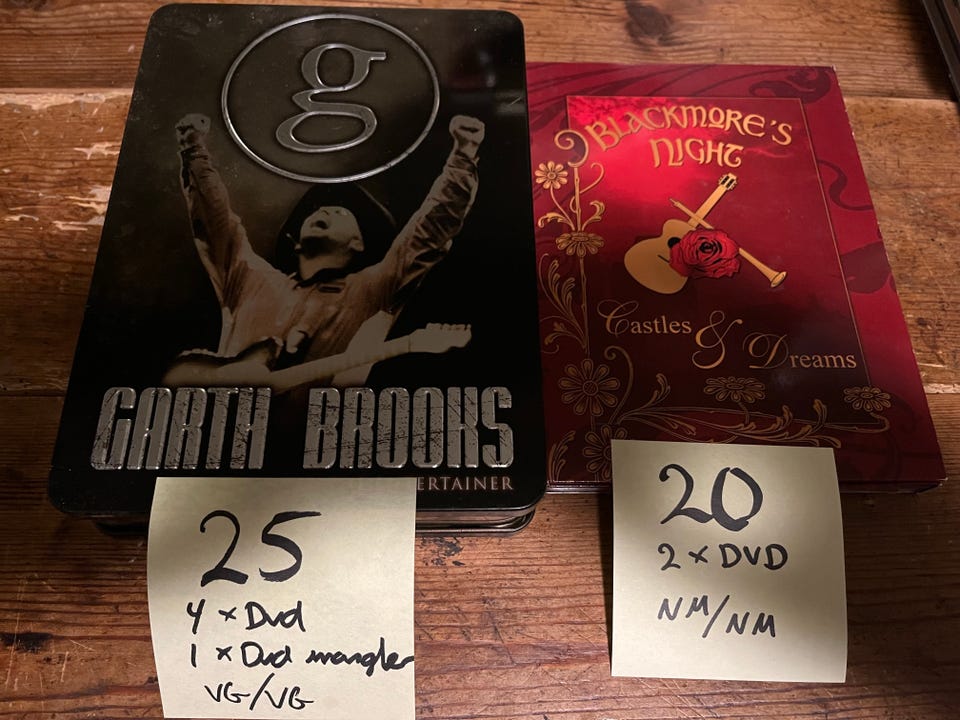 g
GARTH BROOKS
ERTAINER
BLACKMORE'S
NIGHT
Castles & Dreams
25
4 x Dvd
1 x Dvd mangler
VG/VG
20
2 x DVD
NM/NM